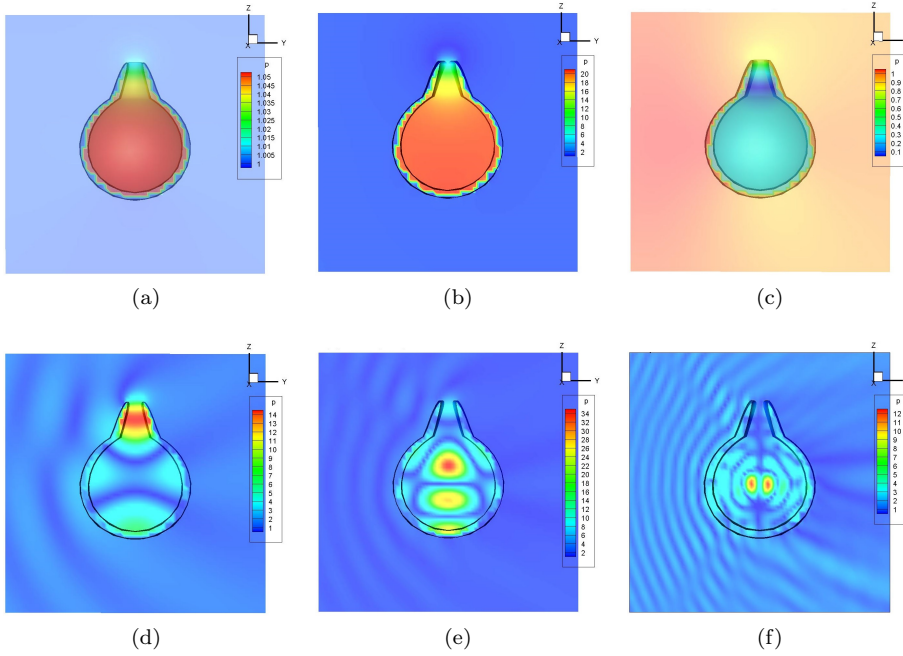 Z
Y
X
p
1.05
1.045
1.04
1.035
1.03
1.025
1.02
1.015
1.01
1.005
1
(a)
Z
Y
X
p
20
18
16
14
12
10
8
6
4
2
(b)
Z
Y
X
p
1
0.9
0.8
0.7
0.6
0.5
0.4
0.3
0.2
0.1
(c)
Z
Y
X
p
14
13
12
11
10
9
8
7
6
5
4
3
2
1
(d)
Z
Y
X
p
34
32
30
28
26
24
22
20
18
16
14
12
10
8
6
4
2
(e)
Z
Y
X
p
12
11
10
9
8
7
6
5
4
3
2
1
(f)